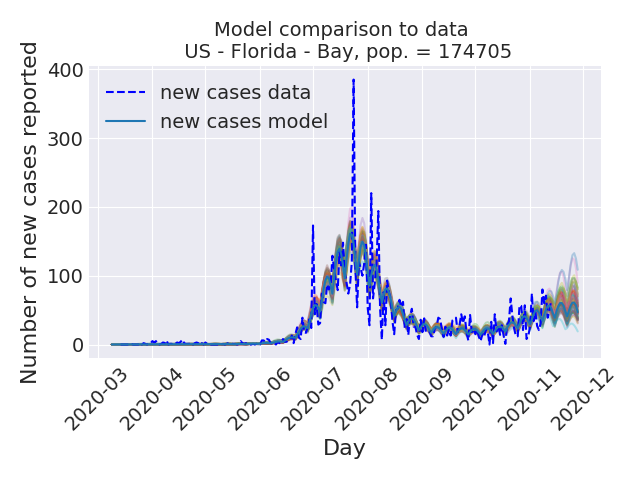 Model comparison to data
US - Florida - Bay, pop. = 174705
Number of new cases reported
400
300
200
100
0
new cases data
new cases model
2020-03
2020-04
2020-05
2020-06
2020-07
2020-08
2020-09
2020-10
2020-11
2020-12
Day